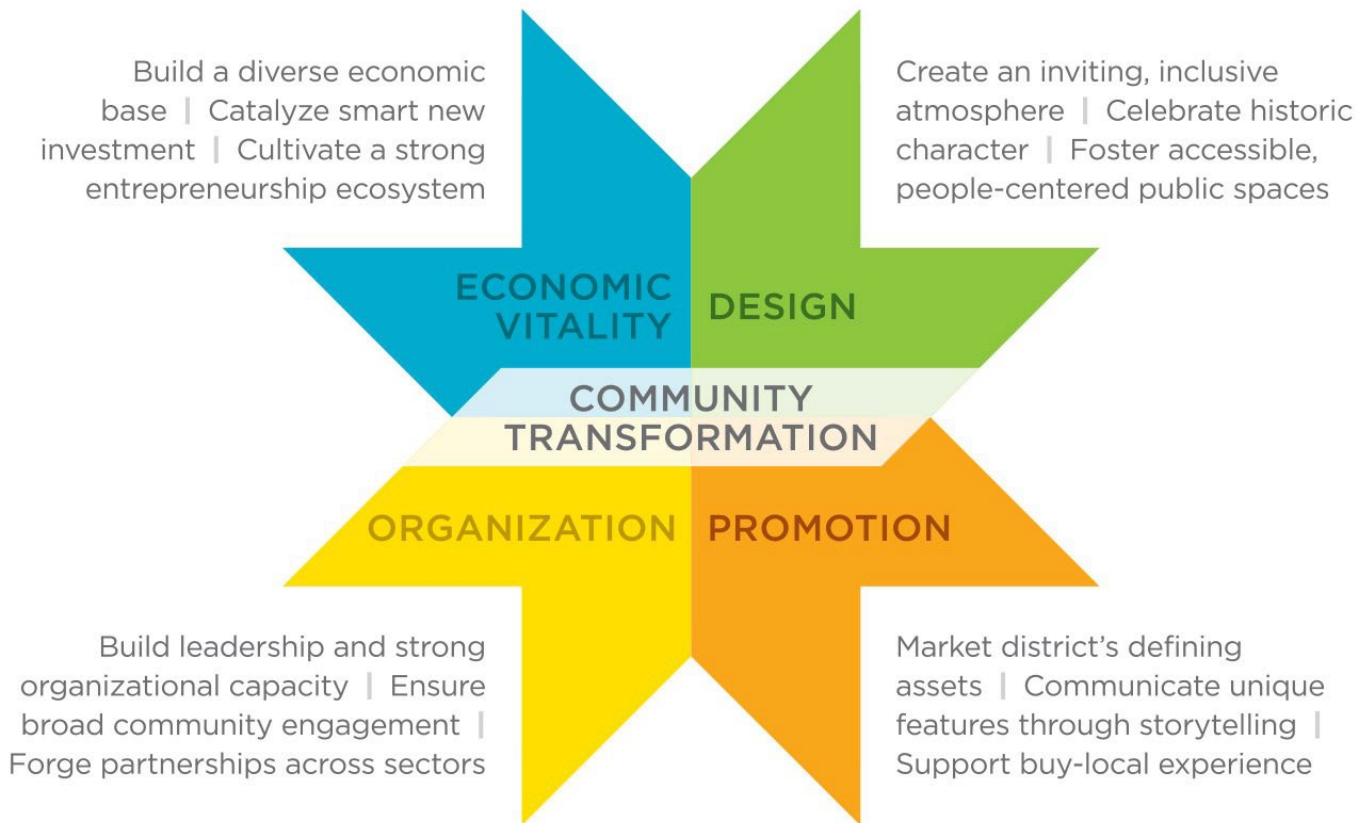 Build a diverse economic
base | Catalyze smart new
investment | Cultivate a strong
entrepreneurship ecosystem
Create an inviting, inclusive
atmosphere | Celebrate historic
character | Foster accessible,
people-centered public spaces
ECONOMIC
VITALITY
DESIGN
COMMUNITY
TRANSFORMATION
ORGANIZATION
PROMOTION
Build leadership and strong
organizational capacity | Ensure
broad community engagement |
Forge partnerships across sectors
Market district’s defining
assets | Communicate unique
features through storytelling |
Support buy-local experience